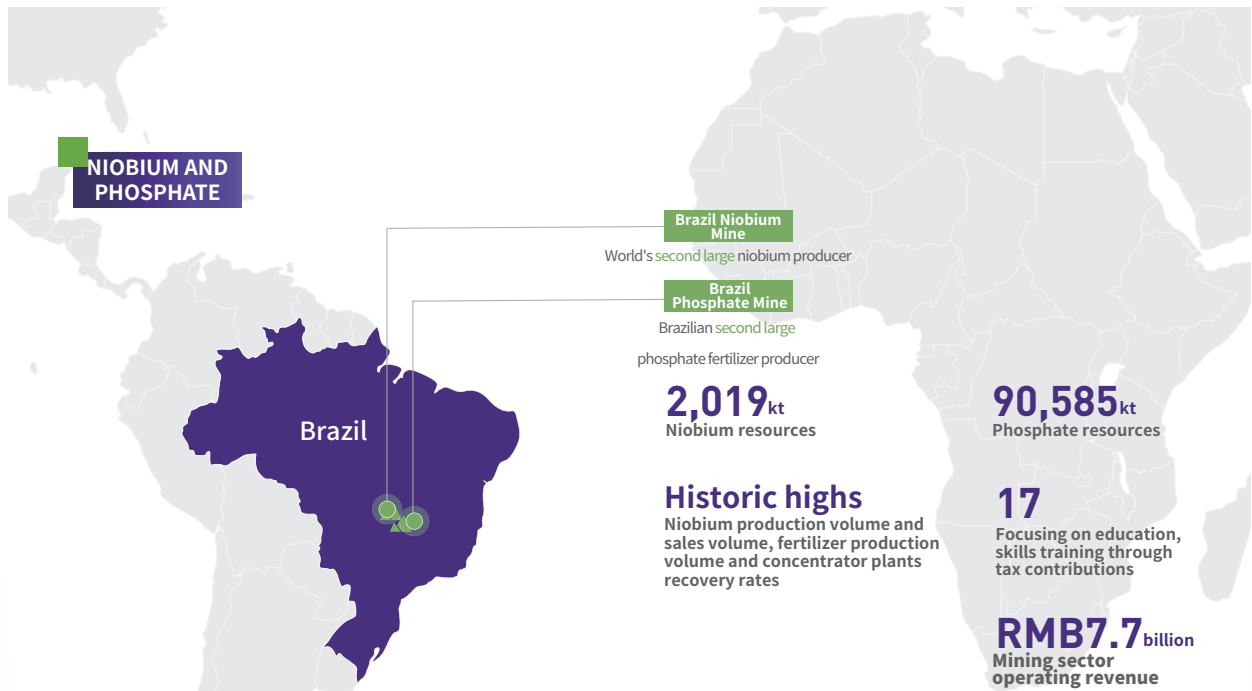 NIOBIUM AND
PHOSPHATE
Brazil Niobium
Mine
World's second large niobium producer
Brazil
Phosphate Mine
Brazilian second large
phosphate fertilizer producer
Brazil
2,019kt
Niobium resources
90,585kt
Phosphate resources
Historic highs
Niobium production volume and
sales volume, fertilizer production
volume and concentrator plants
recovery rates
17
Focusing on education,
skills training through
tax contributions
RMB7.7billion
Mining sector
operating revenue